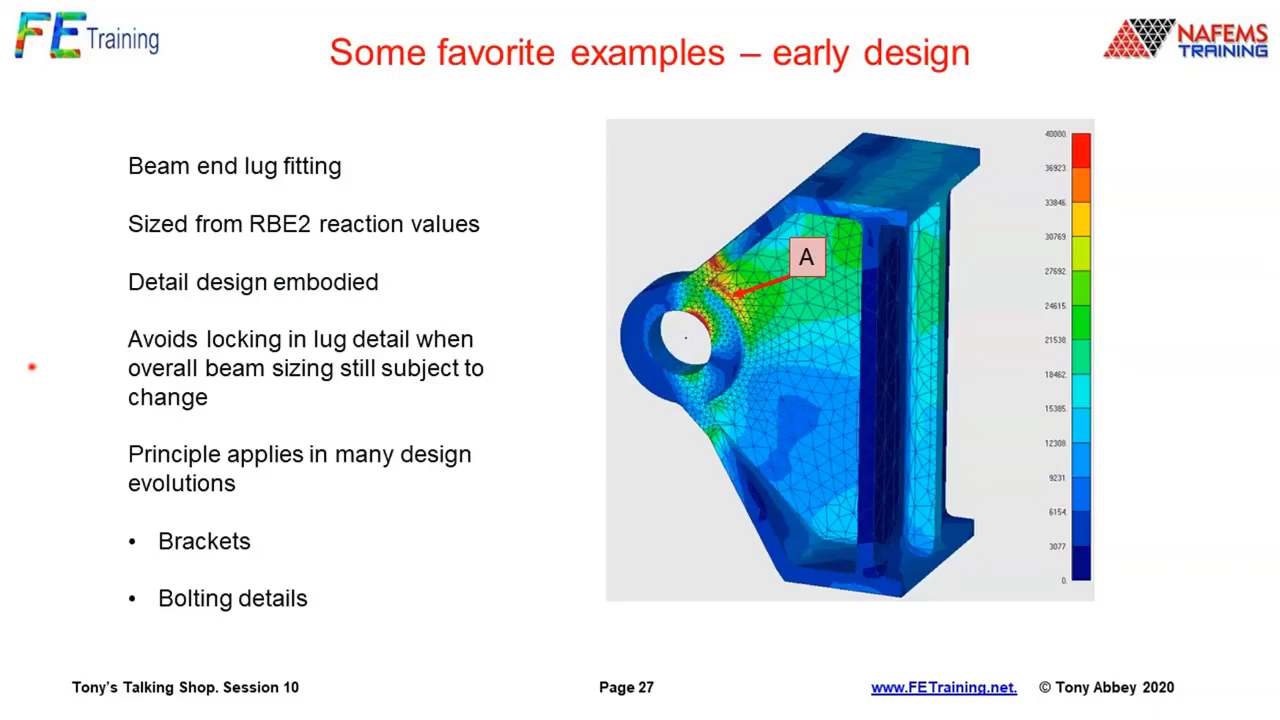 FE Training
Some favorite examples – early design
NAFEMS
TRAINING
Beam end lug fitting
Sized from RBE2 reaction values
Detail design embodied
Avoids locking in lug detail when
overall beam sizing still subject to
change
Principle applies in many design
evolutions
• Brackets
• Bolting details
A
40000.
36923.
33846.
30769.
27692.
24615.
21538.
18462.
15385.
12308.
9231.
6154.
3077.
0.
Tony's Talking Shop. Session 10
Page 27
www.FETraining.net.
© Tony Abbey 2020